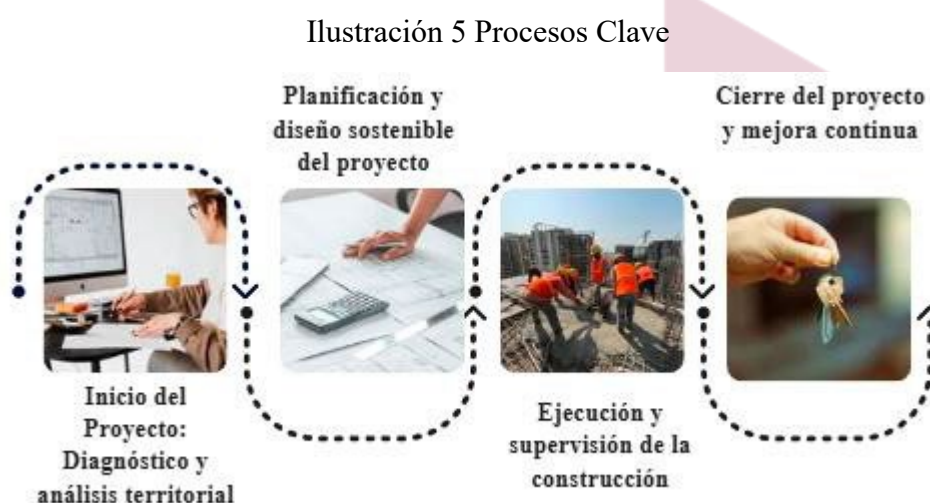 Ilustración 5 Procesos Clave
Planificación y
diseño sostenible
del proyecto
Cierre del proyecto
y mejora continua
Inicio del
Proyecto:
Diagnóstico y
análisis territorial
Ejecución y
supervisión de la
construcción